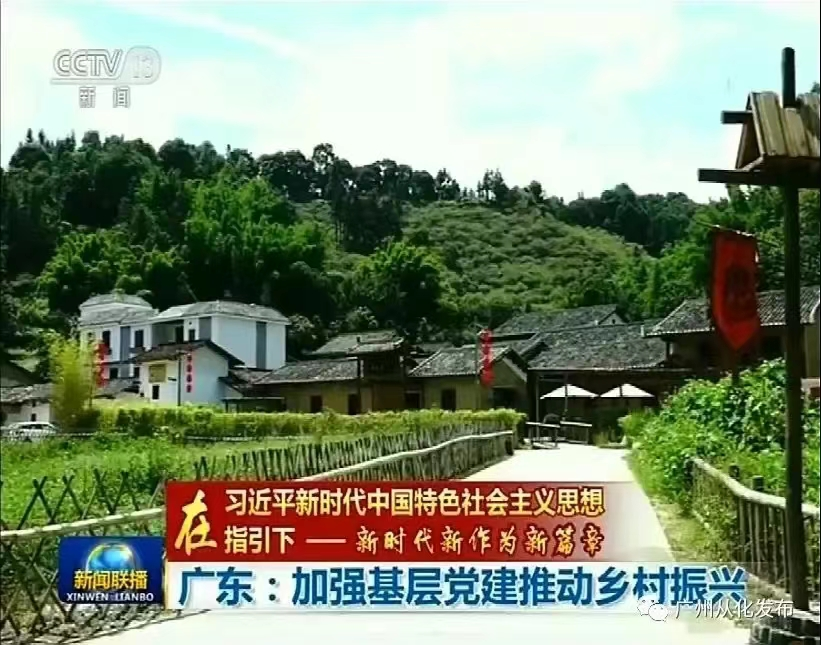 CCTV 13
新闻
在 习近平新时代中国特色社会主义思想
指引下 — 新时代新作为新篇章
新闻联播
XINWEN LIANBO
广东：加强基层党建推动乡村振兴
广州从化发布